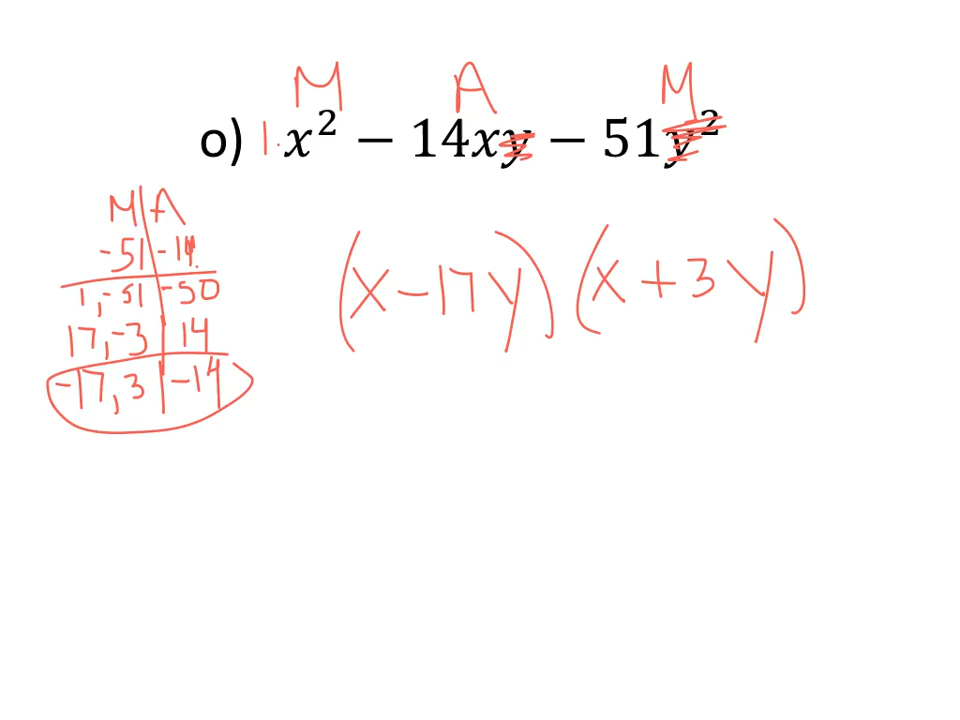 M A M
o) 1·x² − 14xy − 51y²
M A
-51 -14
1, -51 -50
17, -3 14
-17, 3 -14
(x - 17y) (x + 3y)